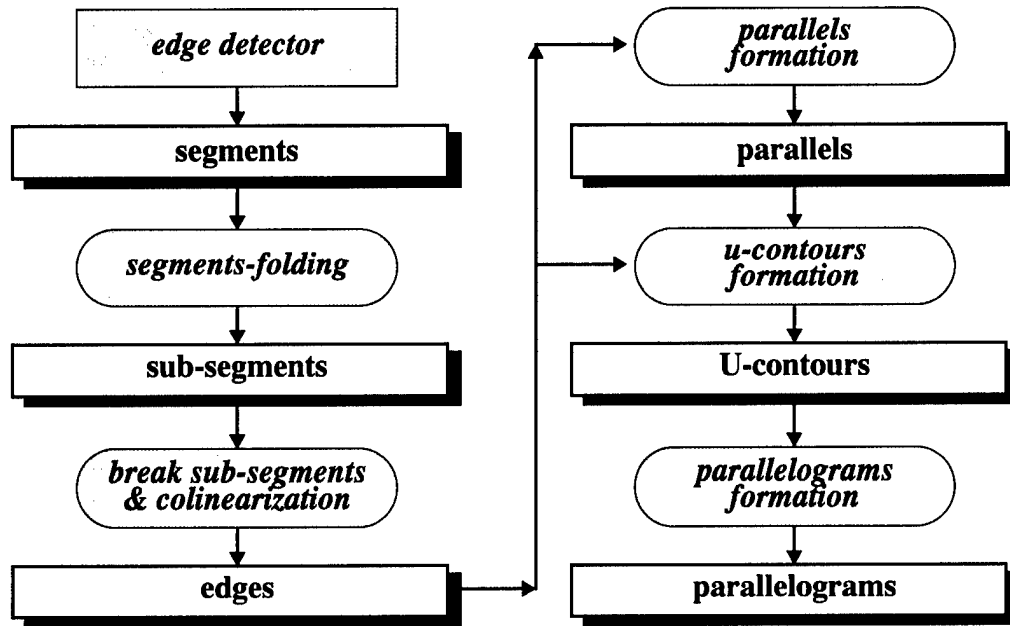 edge detector
segments
segments-folding
sub-segments
break sub-segments
& colinearization
edges
parallels
formation
parallels
u-contours
formation
U-contours
parallelograms
formation
parallelograms